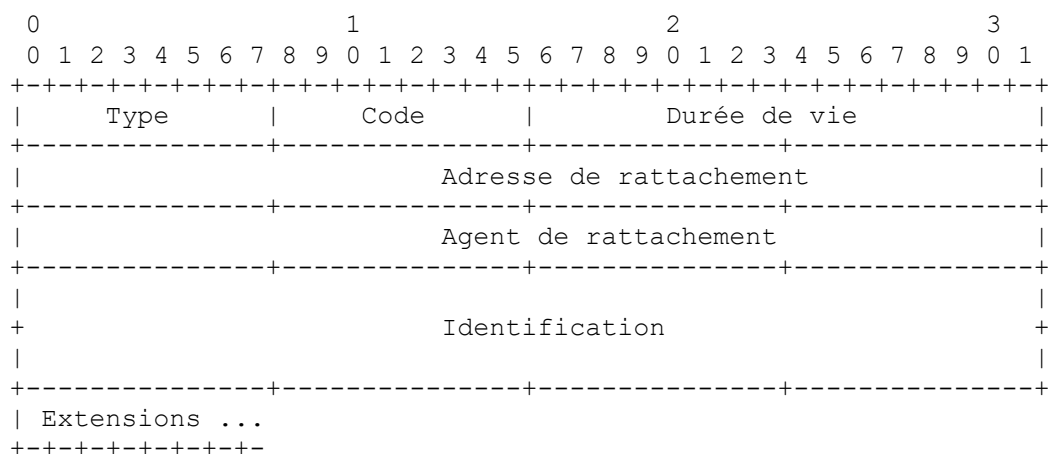 0                   1                   2                   3
 0 1 2 3 4 5 6 7 8 9 0 1 2 3 4 5 6 7 8 9 0 1 2 3 4 5 6 7 8 9 0 1
+-+-+-+-+-+-+-+-+-+-+-+-+-+-+-+-+-+-+-+-+-+-+-+-+-+-+-+-+-+-+-+-+
|     Type      |     Code      |        Durée de vie           |
+---------------+---------------+---------------+---------------+
|                          Adresse de rattachement              |
+---------------+---------------+---------------+---------------+
|                          Agent de rattachement                |
+---------------+---------------+---------------+---------------+
|                                                               |
+                          Identification                       +
|                                                               |
+---------------+---------------+---------------+---------------+
| Extensions ...
+-+-+-+-+-+-+-+-